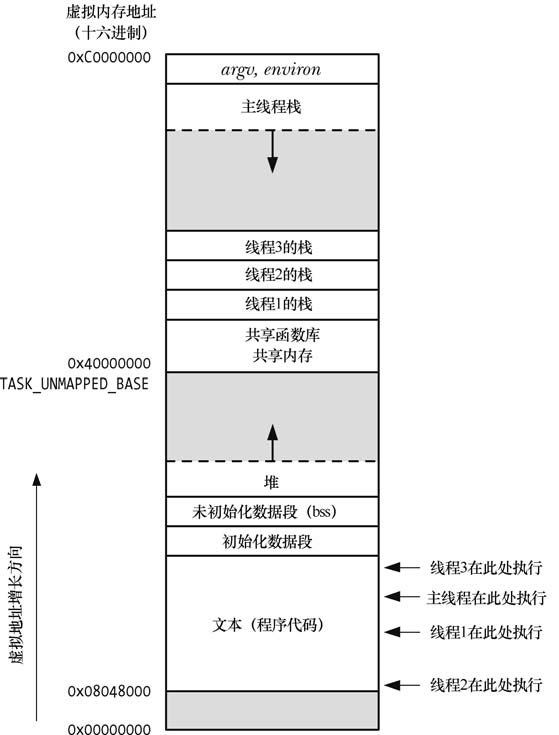 虚拟内存地址
（十六进制）
0xC0000000
argv, environ
主线程栈
线程3的栈
线程2的栈
线程1的栈
共享函数库
共享内存
0x40000000
TASK_UNMAPPED_BASE
堆
未初始化数据段（bss）
初始化数据段
文本（程序代码）
线程3在此处执行
主线程在此处执行
线程1在此处执行
线程2在此处执行
虚拟地址增长方向
0x08048000
0x00000000